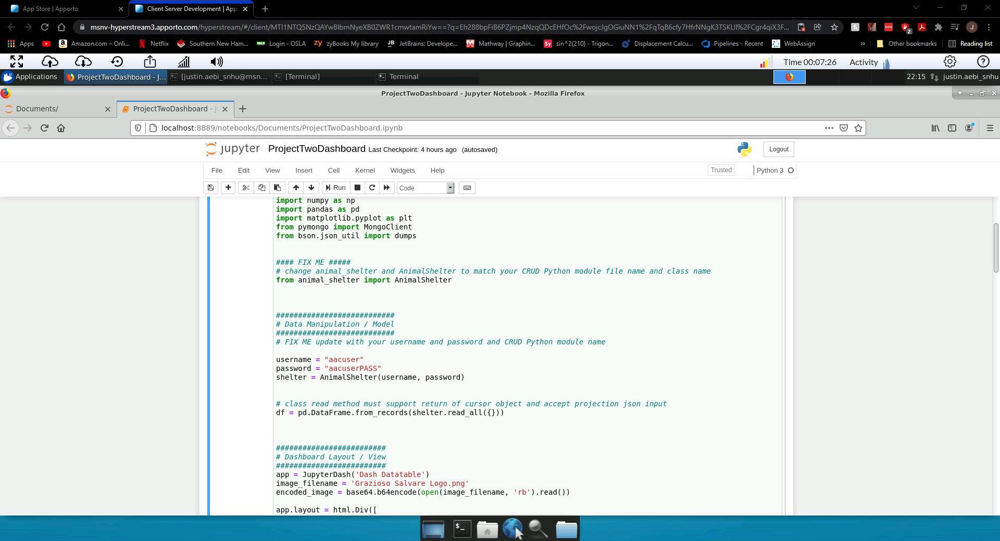 App Store | Apporto
Client Server Development | App
msnv-hyperstream3.apporto.com/hyperstream/#/client/MTI1NTQ5NzQAYwBlbmNyeXB0ZWR1cmwtamRiYw==?q=Eh288bpFiB6PZjmp4NzqQDcEHfOc%2FwojcJgOGiuNN1%2FqTqB6cfy7HfrNNgK3TSKUl%2FCgr4qiX3F...
2
J
Apps
Amazon.com – Onli...
Netflix
Southern New Ham...
Login - OSLA
zyBooks My library
JetBrains: Develope...
Mathway | Graphin...
sin^2(210) - Trigon...
Displacement Calcu...
Pipelines - Recent
WebAssign
»
Other bookmarks
Reading list
Time 00:07:26
Activity
Applications
ProjectTwoDashboard - J...
[justin.aebi_snhu@msn...
[Terminal]
Terminal
22:15
justin.aebi_snhu
ProjectTwoDashboard - Jupyter Notebook - Mozilla Firefox
Documents/
ProjectTwoDashboard - J
localhost:8889/notebooks/Documents/ProjectTwoDashboard.ipynb
jupyter
ProjectTwoDashboard Last Checkpoint: 4 hours ago (autosaved)
Logout
File
Edit
View
Insert
Cell
Kernel
Widgets
Help
Trusted
Python 3
Run
Code
import numpy as np
import pandas as pd
import matplotlib.pyplot as plt
from pymongo import MongoClient
from bson.json_util import dumps
#### FIX ME #####
# change animal_shelter and AnimalShelter to match your CRUD Python module file name and class name
from animal_shelter import AnimalShelter
###########################
# Data Manipulation / Model
###########################
# FIX ME update with your username and password and CRUD Python module name
username = "aacuser"
password = "aacuserPASS"
shelter = AnimalShelter(username, password)
# class read method must support return of cursor object and accept projection json input
df = pd.DataFrame.from_records(shelter.read_all({}))
#########################
# Dashboard Layout / View
#########################
app = JupyterDash('Dash Datatable')
image_filename = 'Grazioso Salvare Logo.png'
encoded_image = base64.b64encode(open(image_filename, 'rb').read())
app.layout = html.Div([